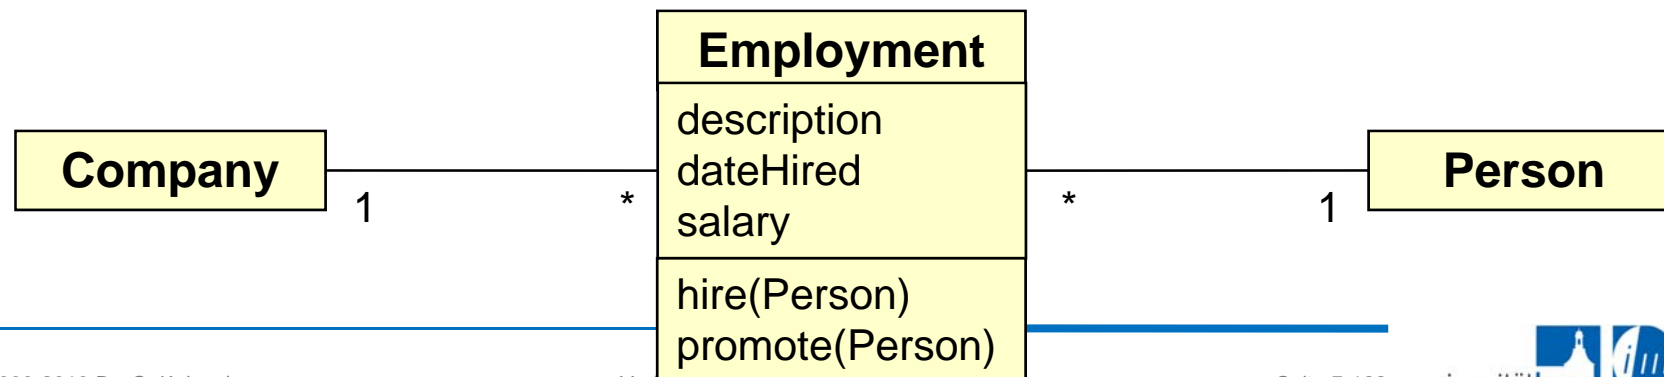 Employment
description
dateHired
salary
hire(Person)
promote(Person)
Company
1
*
*
1
Person